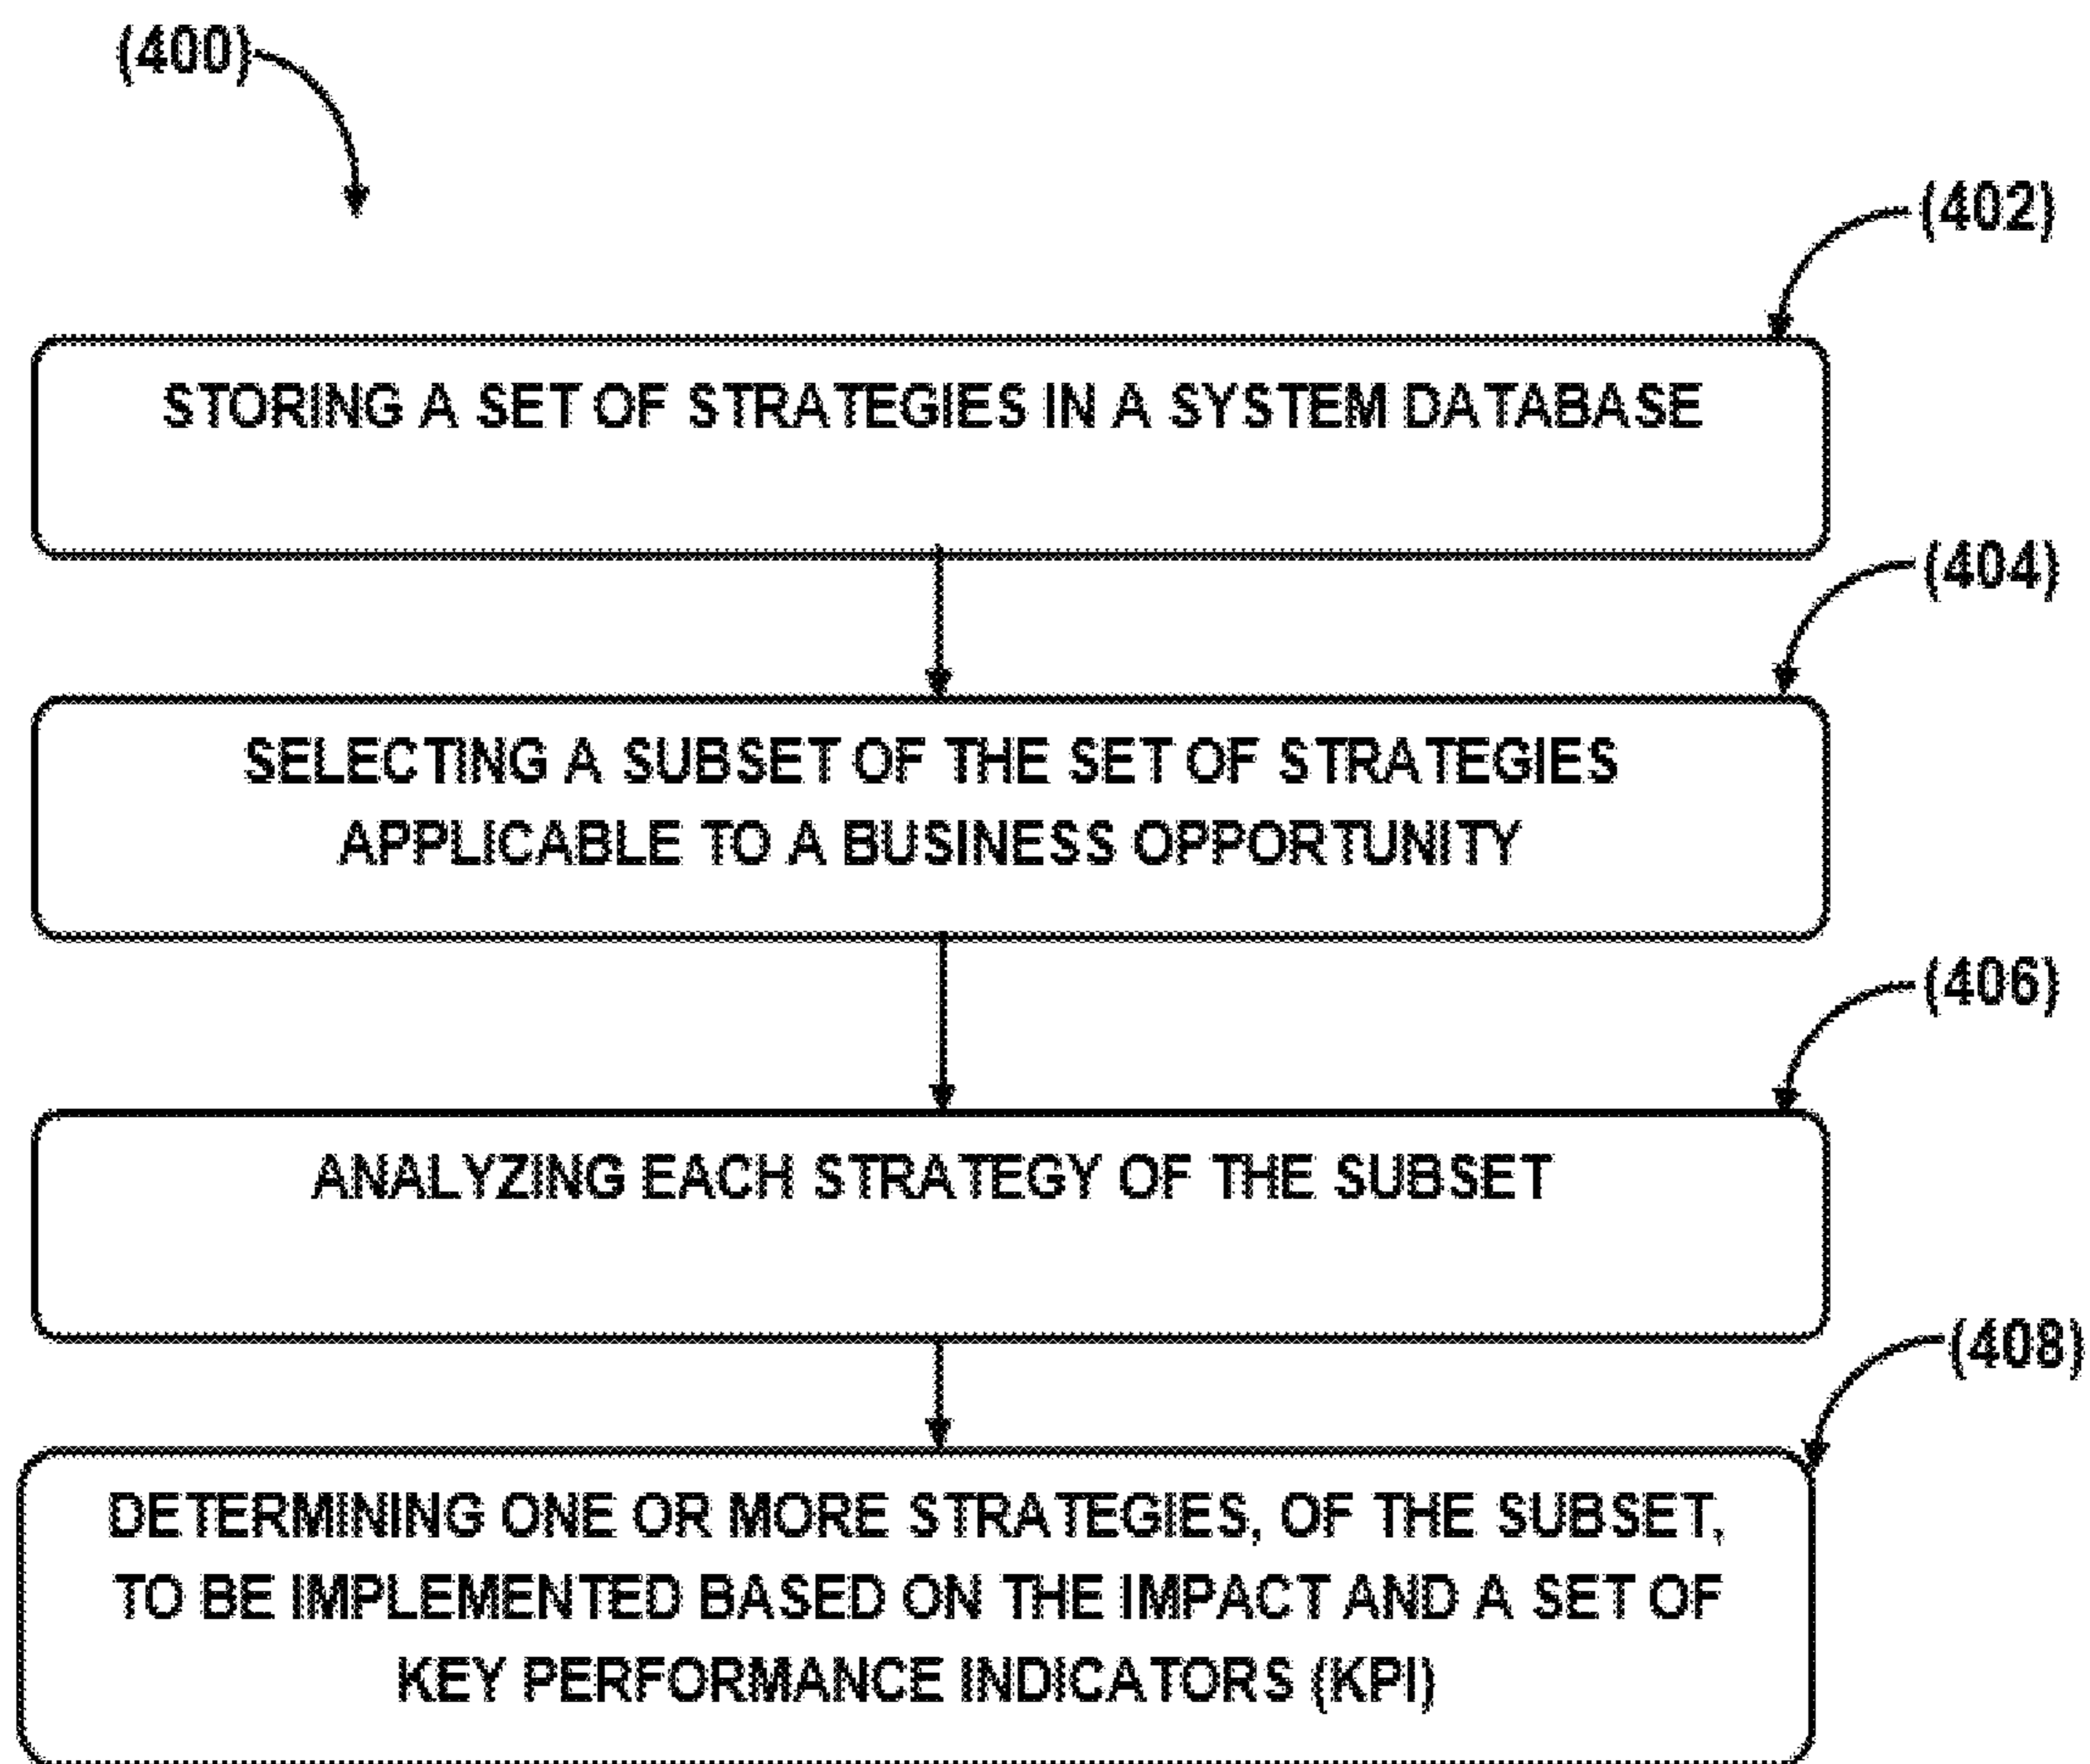 (400)
(402)
STORING A SET OF STRATEGIES IN A SYSTEM DATABASE
(404)
SELECTING A SUBSET OF THE SET OF STRATEGIES
APPLICABLE TO A BUSINESS OPPORTUNITY
(406)
ANALYZING EACH STRATEGY OF THE SUBSET
(408)
DETERMINING ONE OR MORE STRATEGIES, OF THE SUBSET,
TO BE IMPLEMENTED BASED ON THE IMPACT AND A SET OF
KEY PERFORMANCE INDICATORS (KPI)